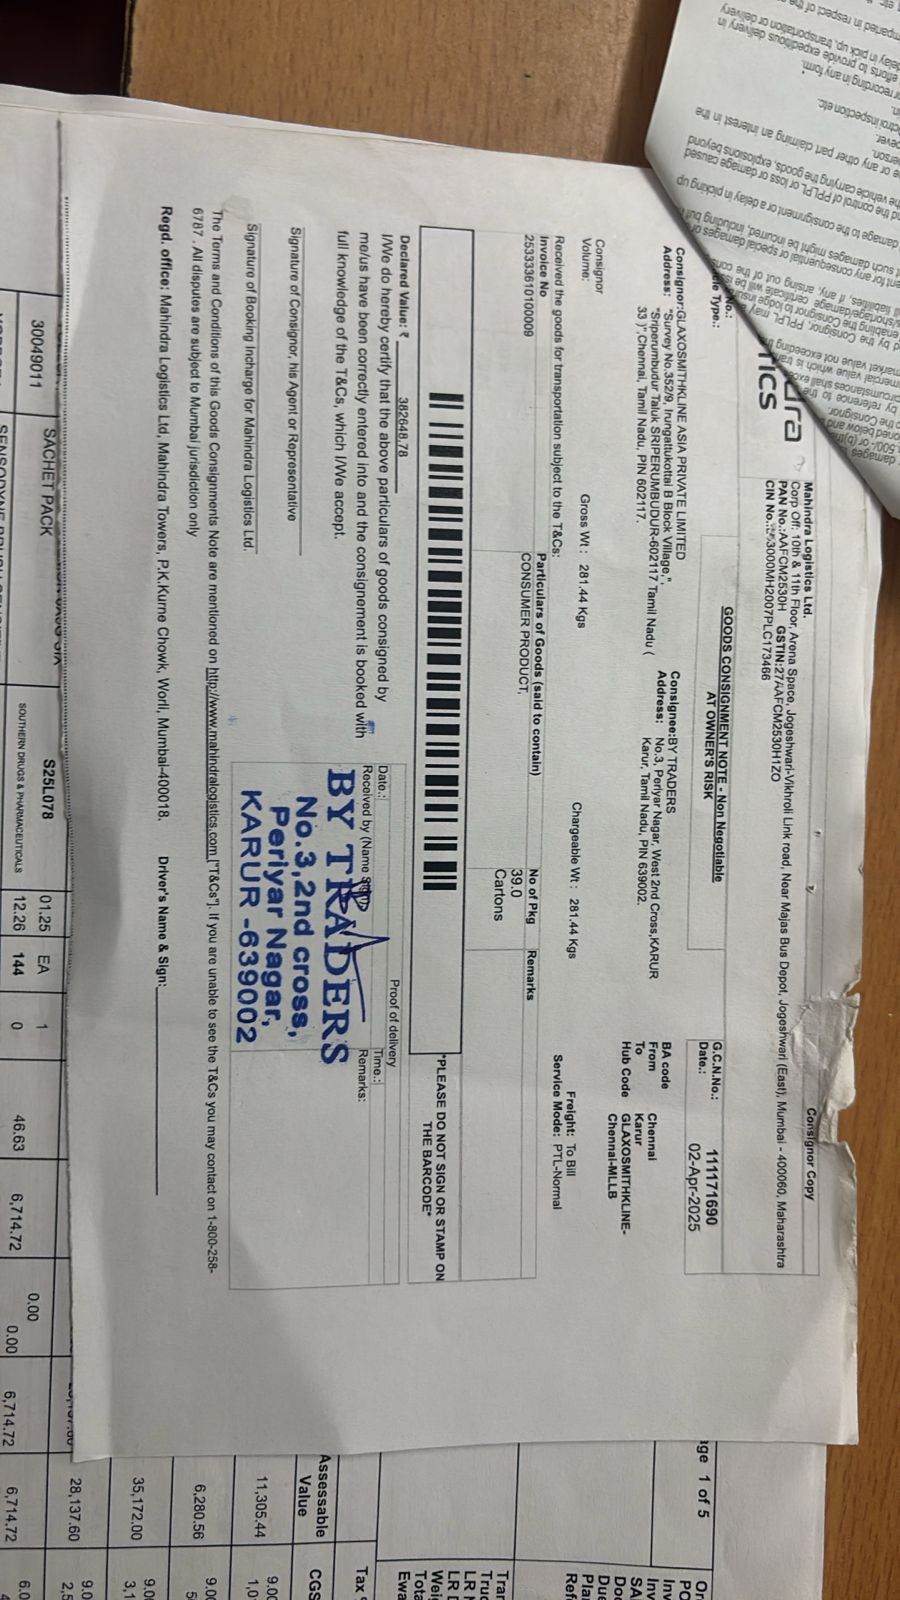 Consignor Copy
Mahindra Logistics Ltd.
Corp Off: 10th & 11th Floor, Arena Space, Jogeshwari-Vikhroli Link road, Near Majas Bus Depot, Jogeshwari (East), Mumbai - 400060, Maharashtra
PAN No.:AAFCM2530H GSTIN:27AAFCM2530H1ZO
3000MH2007PLC173466
GOODS CONSIGNMENT NOTE - Non Negotiable
AT OWNER'S RISK
G.C.N.No.: 111171690
Date.: 02-Apr-2025
No.:
Type.:
Consignor:GLAXOSMITHKLINE ASIA PRIVATE LIMITED
Address: "Survey No.352/9, Irungattukottai B Block Village,",
"Sriperumbudur Taluk SRIPERUMBUDUR-602117 Tamil Nadu (
33 )",Chennai, Tamil Nadu, PIN 602117.
Consignee:BY TRADERS
Address: No.3, Periyar Nagar, West 2nd Cross,KARUR
Karur, Tamil Nadu, PIN 639002.
BA code
From Chennai
To Karur
Hub Code GLAXOSMITHKLINE-
Chennai-MLLB
Consignor
Volume:
Gross Wt : 281.44 Kgs
Chargeable Wt : 281.44 Kgs
Freight: To Bill
Service Mode: PTL-Normal
Received the goods for transportation subject to the T&Cs:
Invoice No
Particulars of Goods (said to contain)
No of Pkg
Remarks
253333610100009
CONSUMER PRODUCT,
39.0
Cartons
*PLEASE DO NOT SIGN OR STAMP ON
THE BARCODE*
Declared Value: ₹ 382648.78
I/We do hereby certify that the above particulars of goods consigned by
me/us have been correctly entered into and the consignement is booked with
full knowledge of the T&Cs, which I/We accept.
Proof of delivery
Date.:
Time.:
Received by (Name
Remarks:
BY TRADERS
No.3,2nd cross,
Periyar Nagar,
KARUR -639002
Signature of Consignor, his Agent or Representative
Signature of Booking Incharge for Mahindra Logistics Ltd.
The Terms and Conditions of this Goods Consignments Note are mentioned on http://www.mahindralogistics.com ["T&Cs"]. If you are unable to see the T&Cs you may contact on 1-800-258-
6787 . All disputes are subject to Mumbai jurisdiction only
Regd. office: Mahindra Logistics Ltd, Mahindra Towers, P.K.Kurne Chowk, Worli, Mumbai-400018.
Driver's Name & Sign:
1 of 5
Assessable
Value
CGS
Tax
11,305.44
6,280.56
35,172.00
28,137.60
30049011
SACHET PACK
S25L078
SOUTHERN DRUGS & PHARMACEUTICALS
01.25
12.26
EA
144
1
0
46.63
6,714.72
0.00
0.00
6,714.72
6,714.72